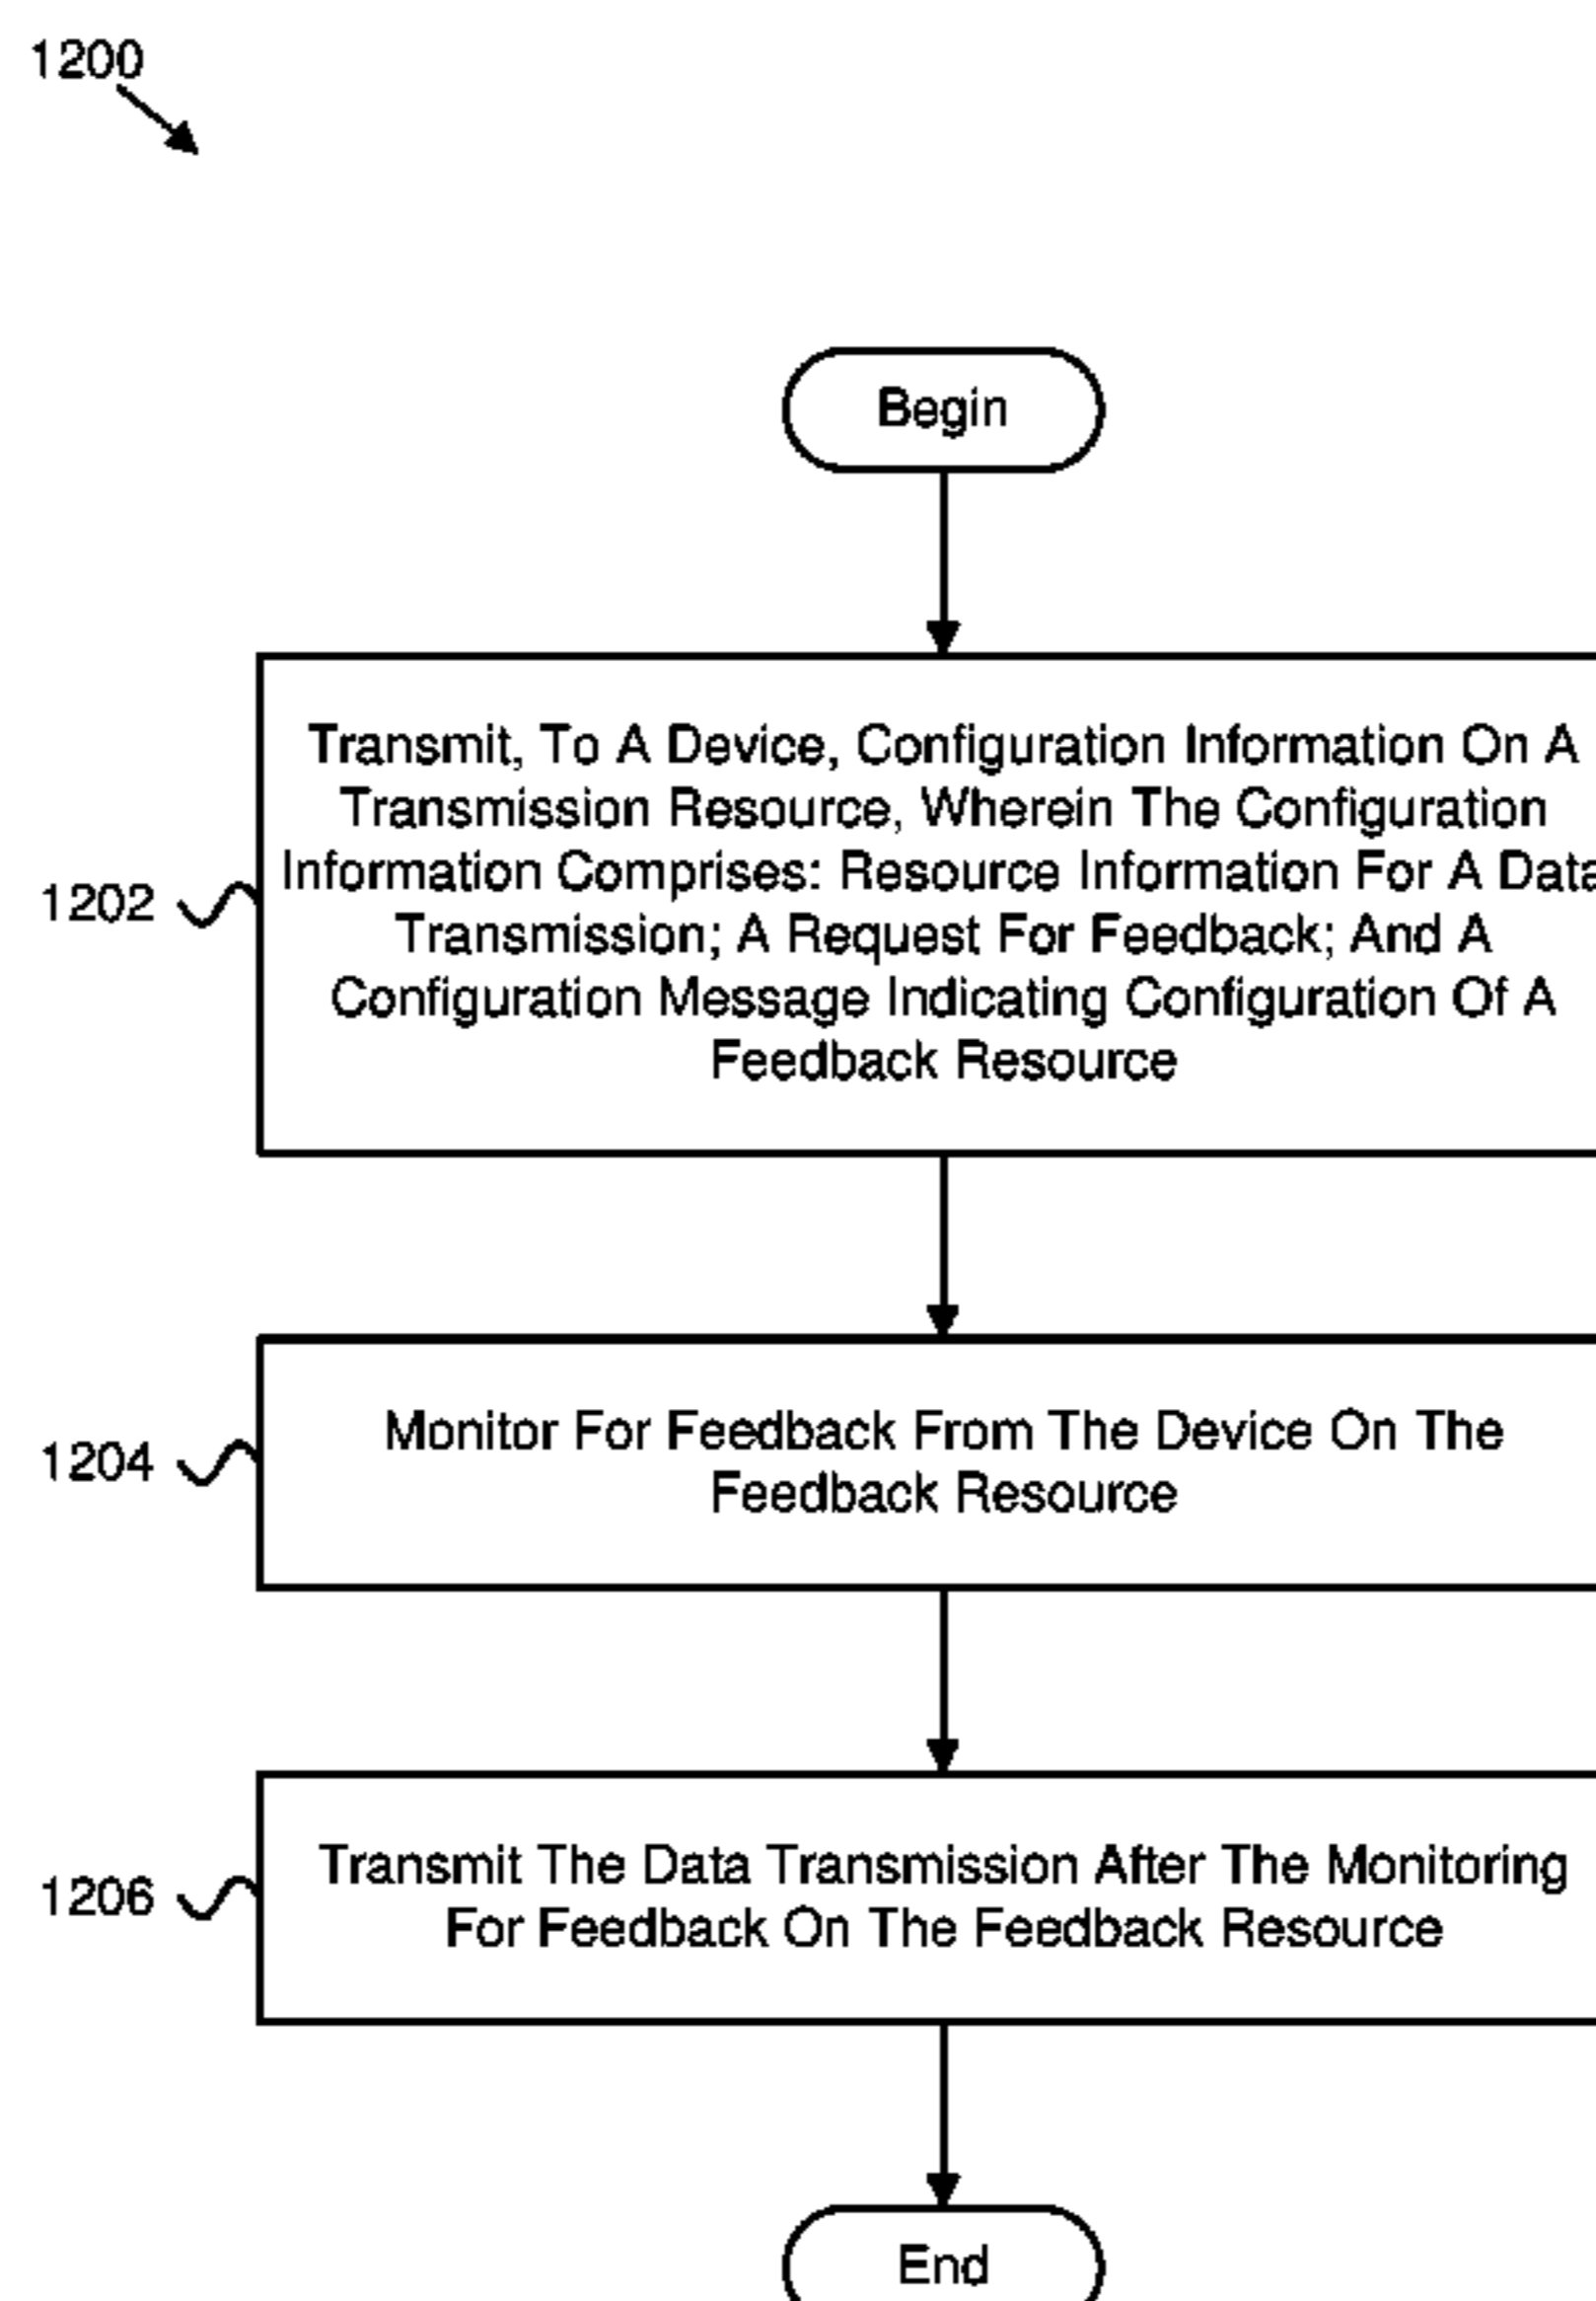 1200
Begin
Transmit, To A Device, Configuration Information On A
Transmission Resource, Wherein The Configuration
Information Comprises: Resource Information For A Data
Transmission; A Request For Feedback; And A
Configuration Message Indicating Configuration Of A
Feedback Resource
1202
Monitor For Feedback From The Device On The
Feedback Resource
1204
Transmit The Data Transmission After The Monitoring
For Feedback On The Feedback Resource
1206
End